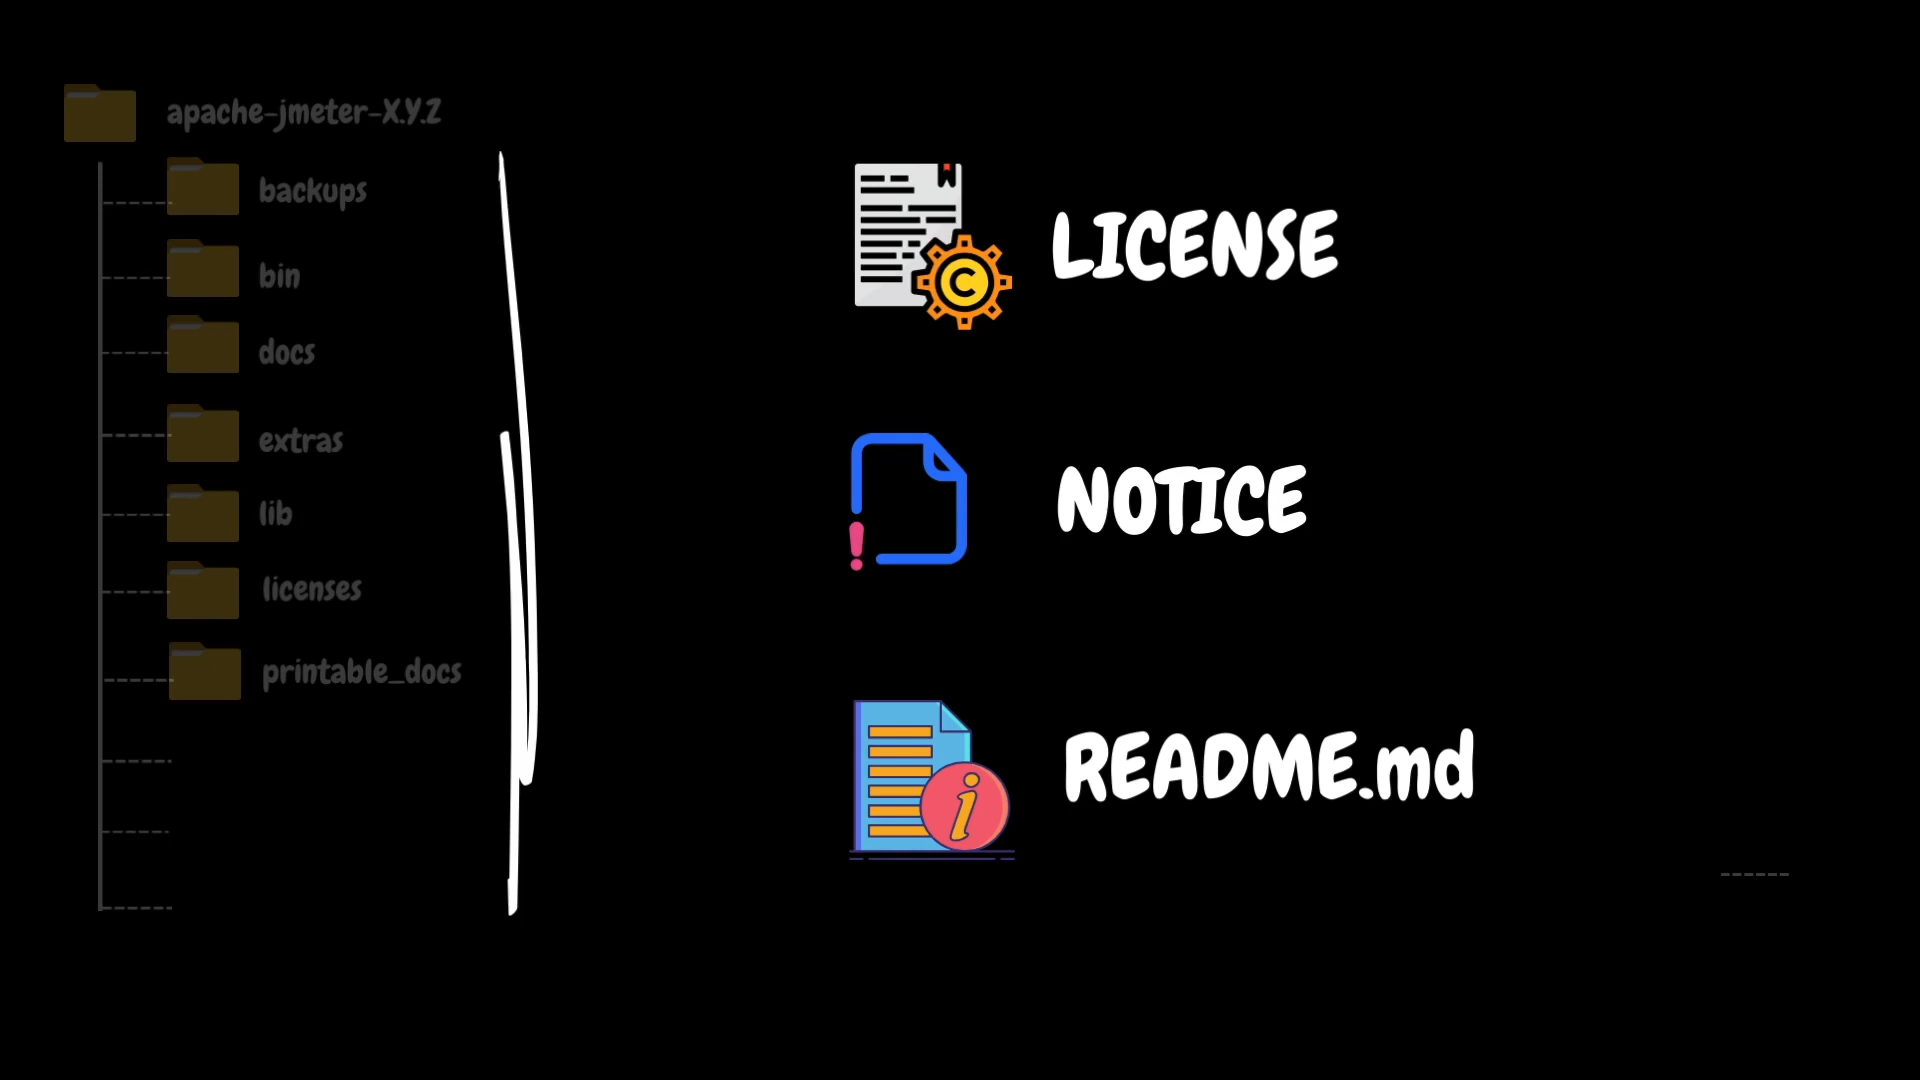 apache-jmeter-X.Y.Z
backups
bin
docs
extras
lib
licenses
printable_docs
LICENSE
NOTICE
README.md